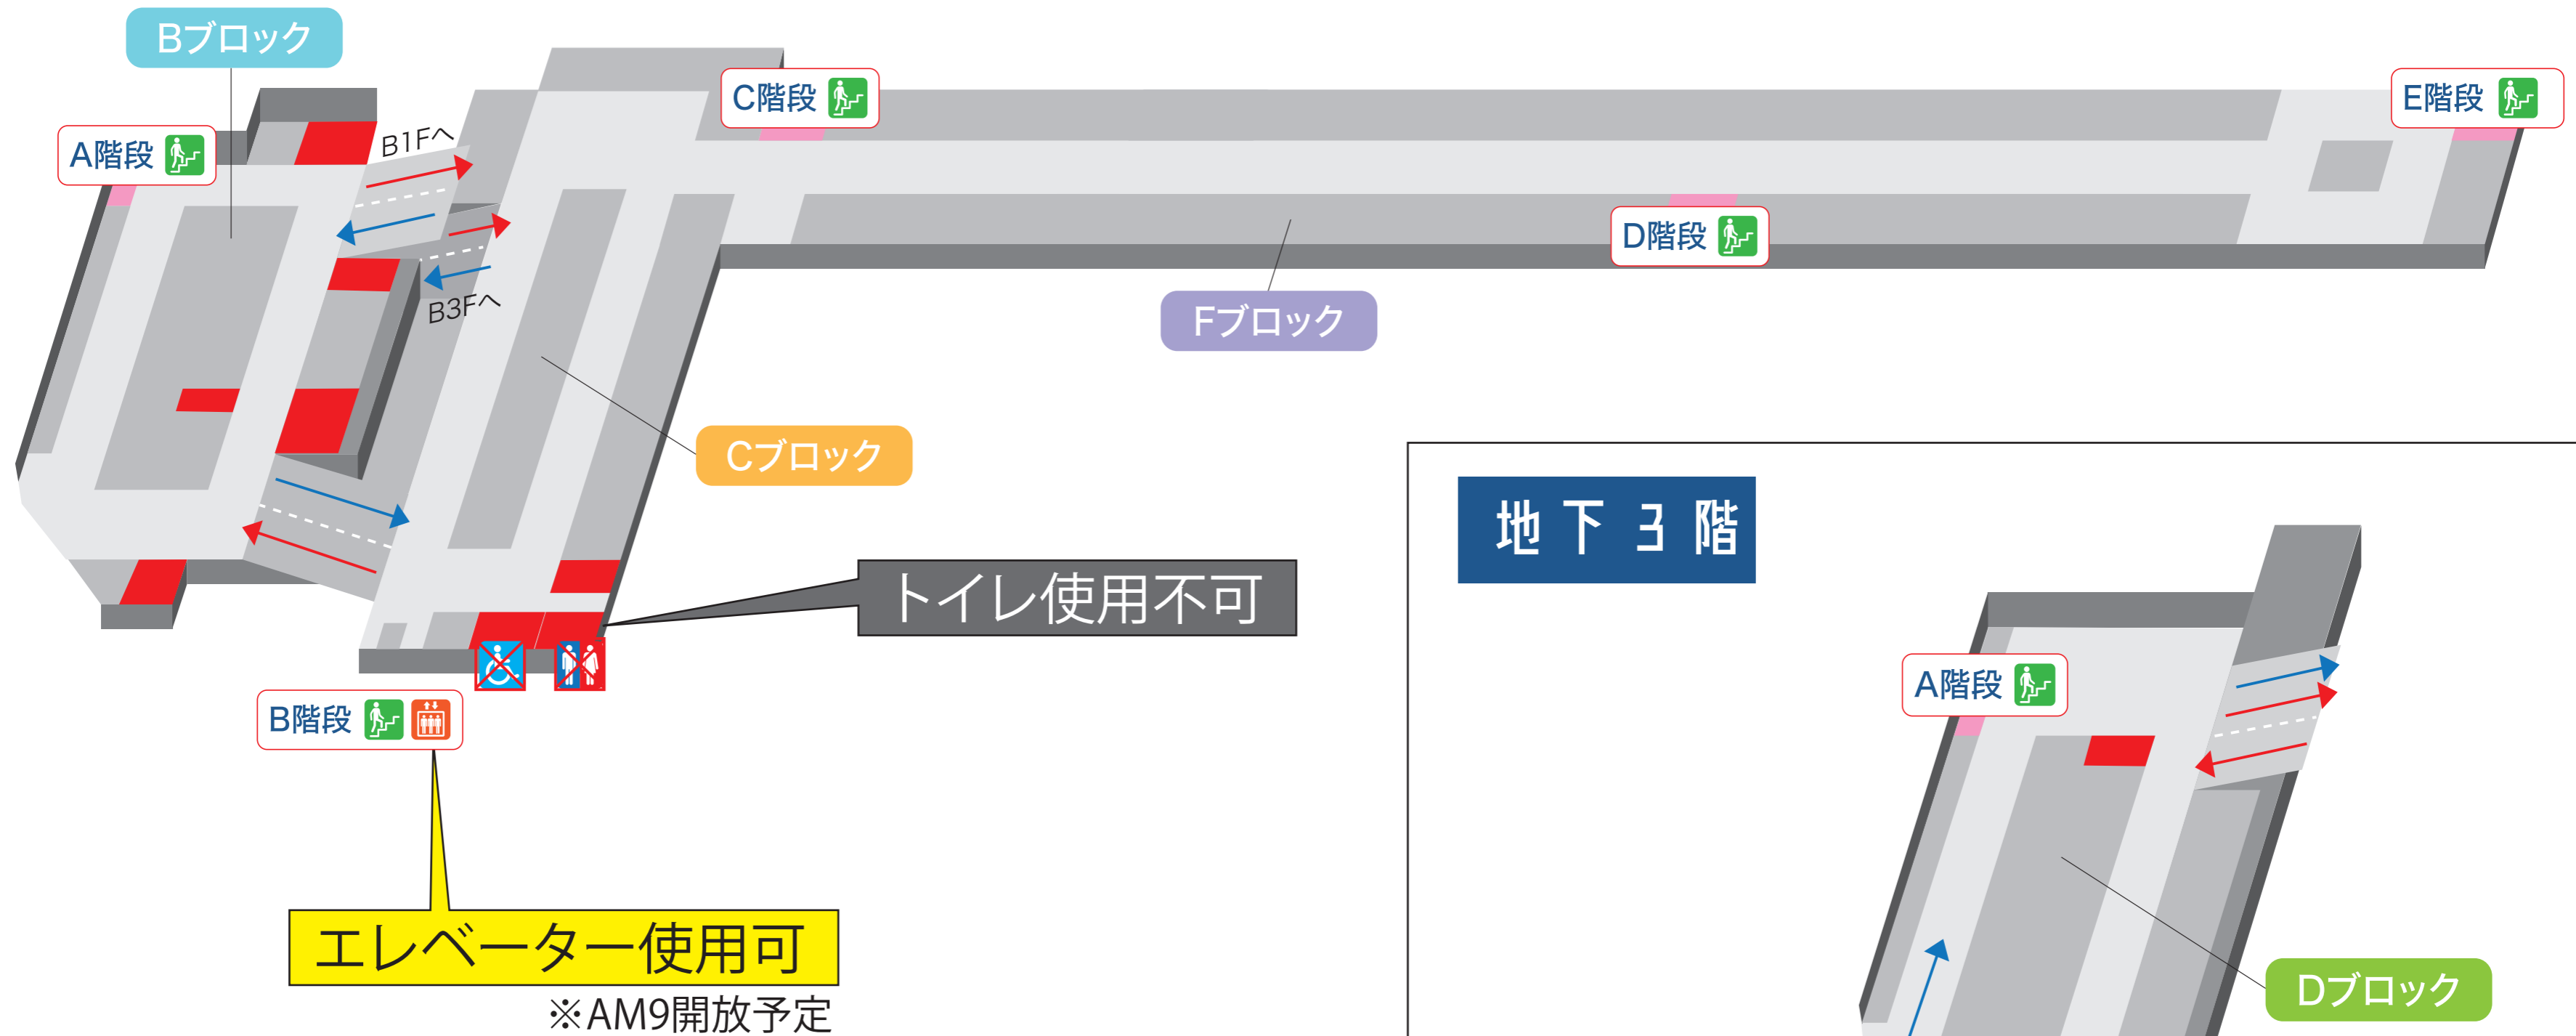 Bブロック
A階段
B1Fへ
C階段
E階段
D階段
B3Fへ
Fブロック
Cブロック
地下3階
トイレ使用不可
A階段
B階段
エレベーター使用可
※AM9開放予定
Dブロック